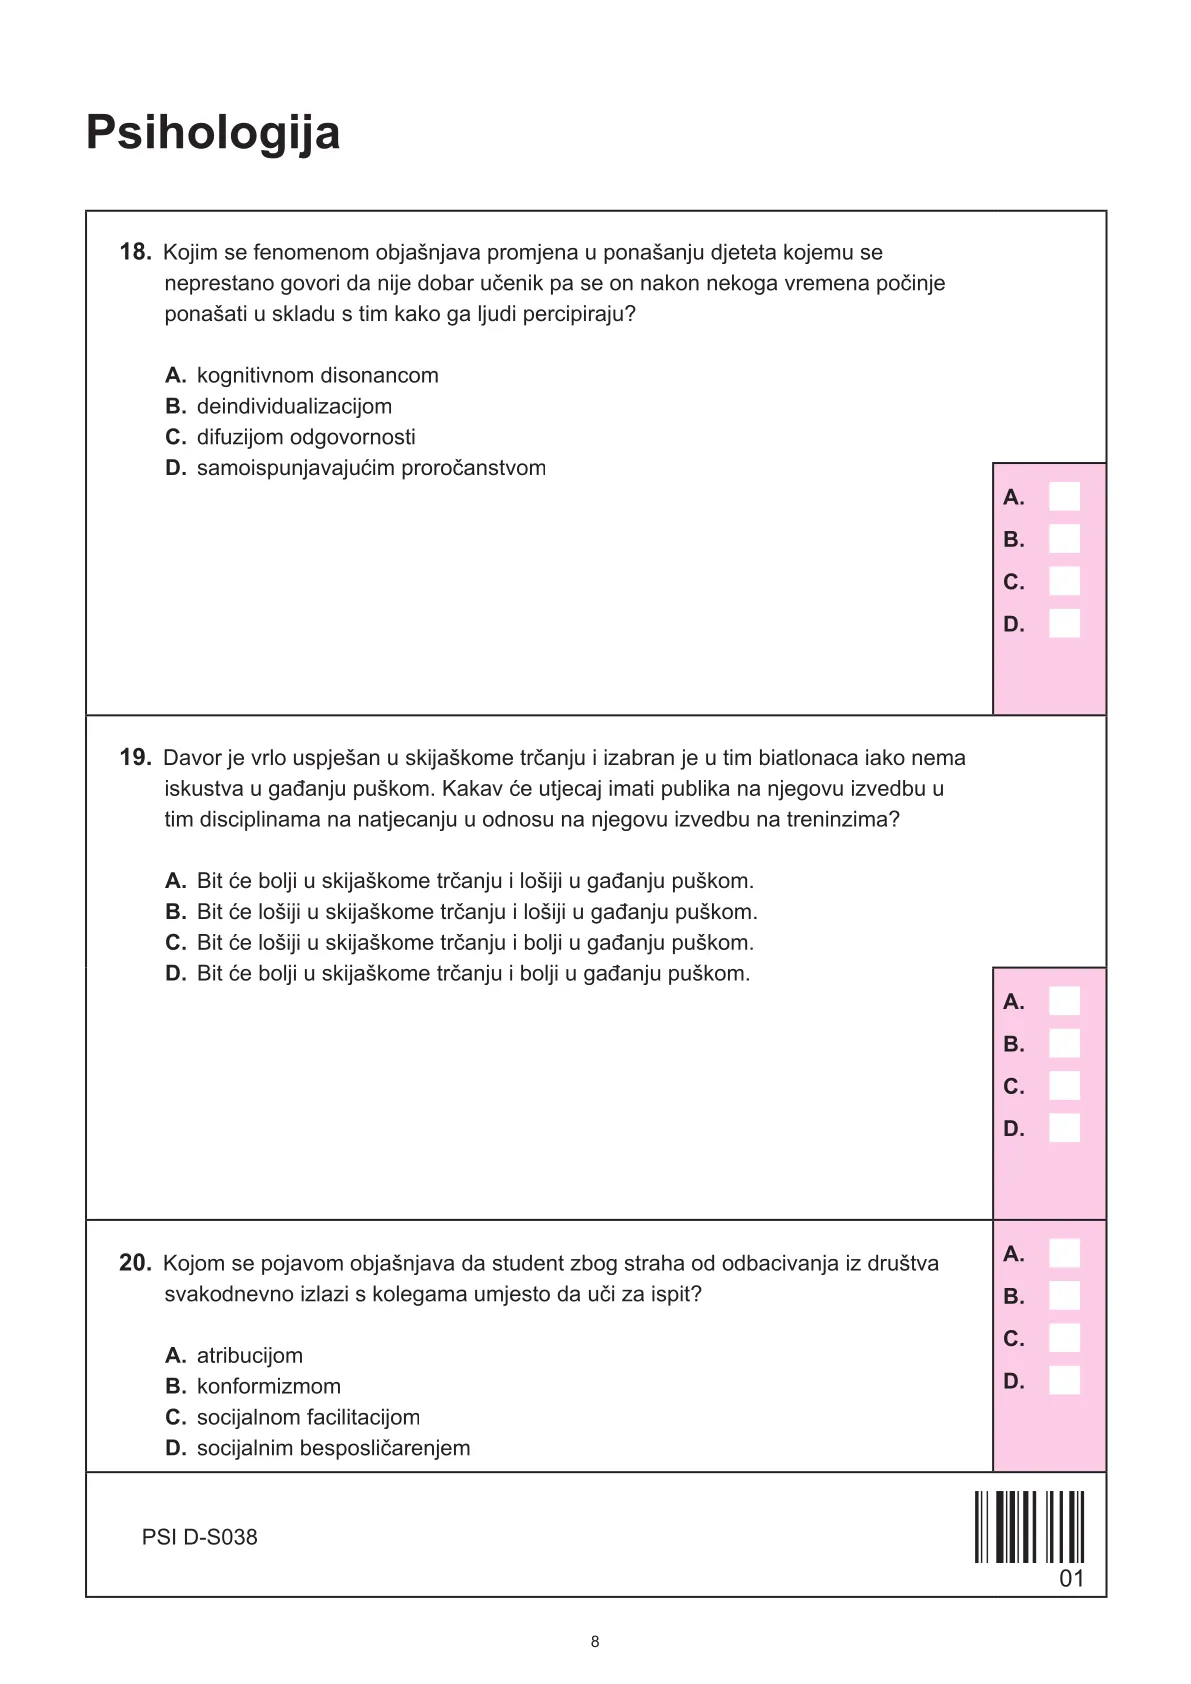 Psihologija
18. Kojim se fenomenom objašnjava promjena u ponašanju djeteta kojemu se
neprestano govori da nije dobar učenik pa se on nakon nekoga vremena počinje
ponašati u skladu s tim kako ga ljudi percipiraju?
A. kognitivnom disonancom
B. deindividualizacijom
C. difuzijom odgovornosti
D. samoispunjavajućim proročanstvom
A.
B.
C.
D.
19. Davor je vrlo uspješan u skijaškome trčanju i izabran je u tim biatlonaca iako nema
iskustva u gađanju puškom. Kakav će utjecaj imati publika na njegovu izvedbu u
tim disciplinama na natjecanju u odnosu na njegovu izvedbu na treninzima?
A. Bit će bolji u skijaškome trčanju i lošiji u gađanju puškom.
B. Bit će lošiji u skijaškome trčanju i lošiji u gađanju puškom.
C. Bit će lošiji u skijaškome trčanju i bolji u gađanju puškom.
D. Bit će bolji u skijaškome trčanju i bolji u gađanju puškom.
A.
B.
C.
D.
20. Kojom se pojavom objašnjava da student zbog straha od odbacivanja iz društva
svakodnevno izlazi s kolegama umjesto da uči za ispit?
A. atribucijom
B. konformizmom
C. socijalnom facilitacijom
D. socijalnim besposličarenjem
A.
B.
C.
D.
PSI D-S038
01
8